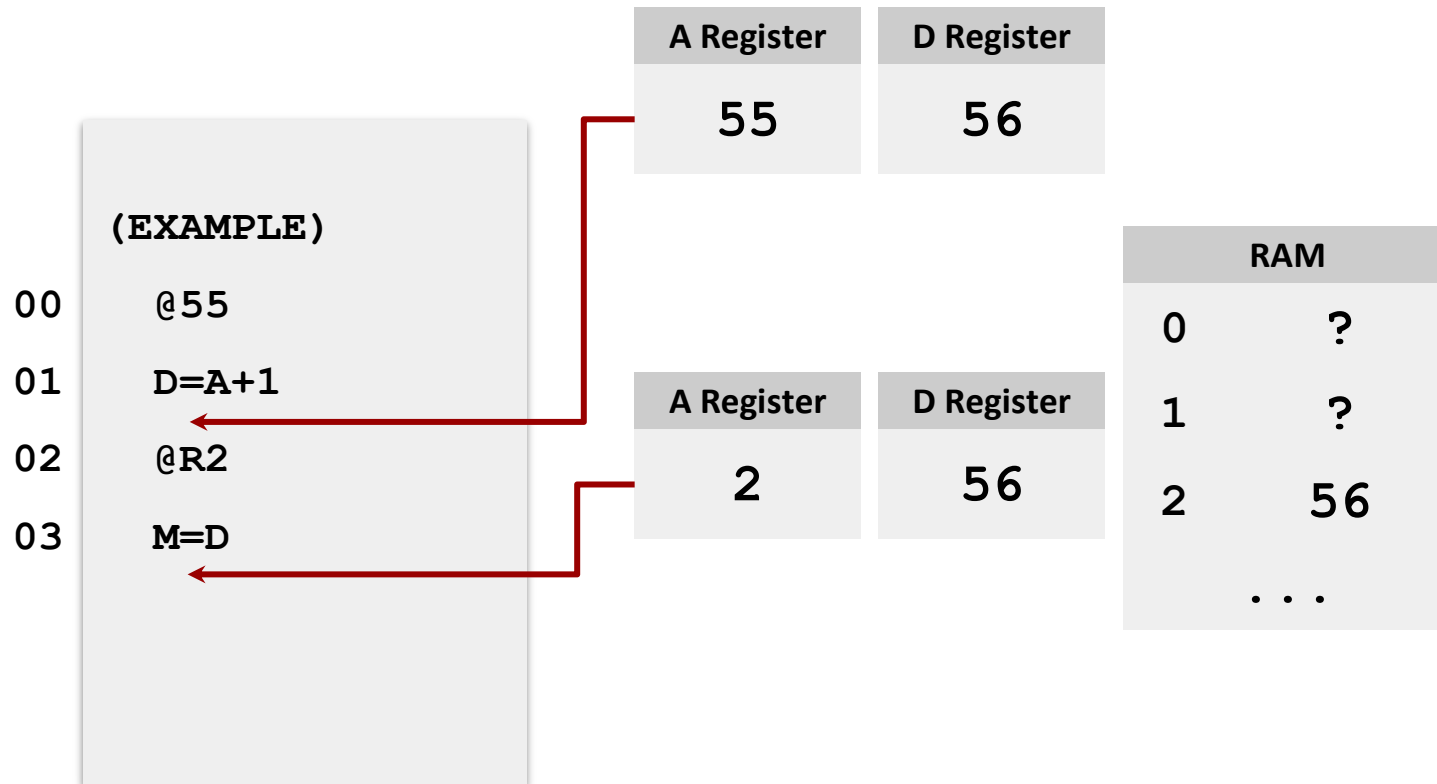 A Register D Register
55 56
(EXAMPLE)
00 @55
01 D=A+1
02 @R2
03 M=D
A Register D Register
2 56
RAM
0 ?
1 ?
2 56
...